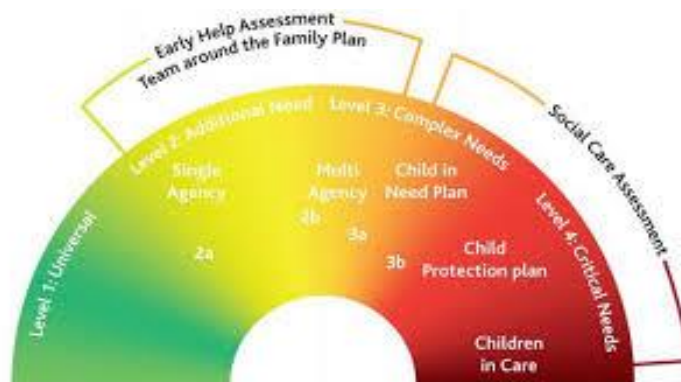 Early Help Assessment
Team around the Family Plan
Social Care Assessment
Level 1: Universal
Level 2: Additional Need
Level 3: Complex Needs
Level 4: Critical Needs
Single
Agency
2a
Multi
Agency
2b
3a
Child in
Need Plan
3b
Child
Protection plan
Children
in Care